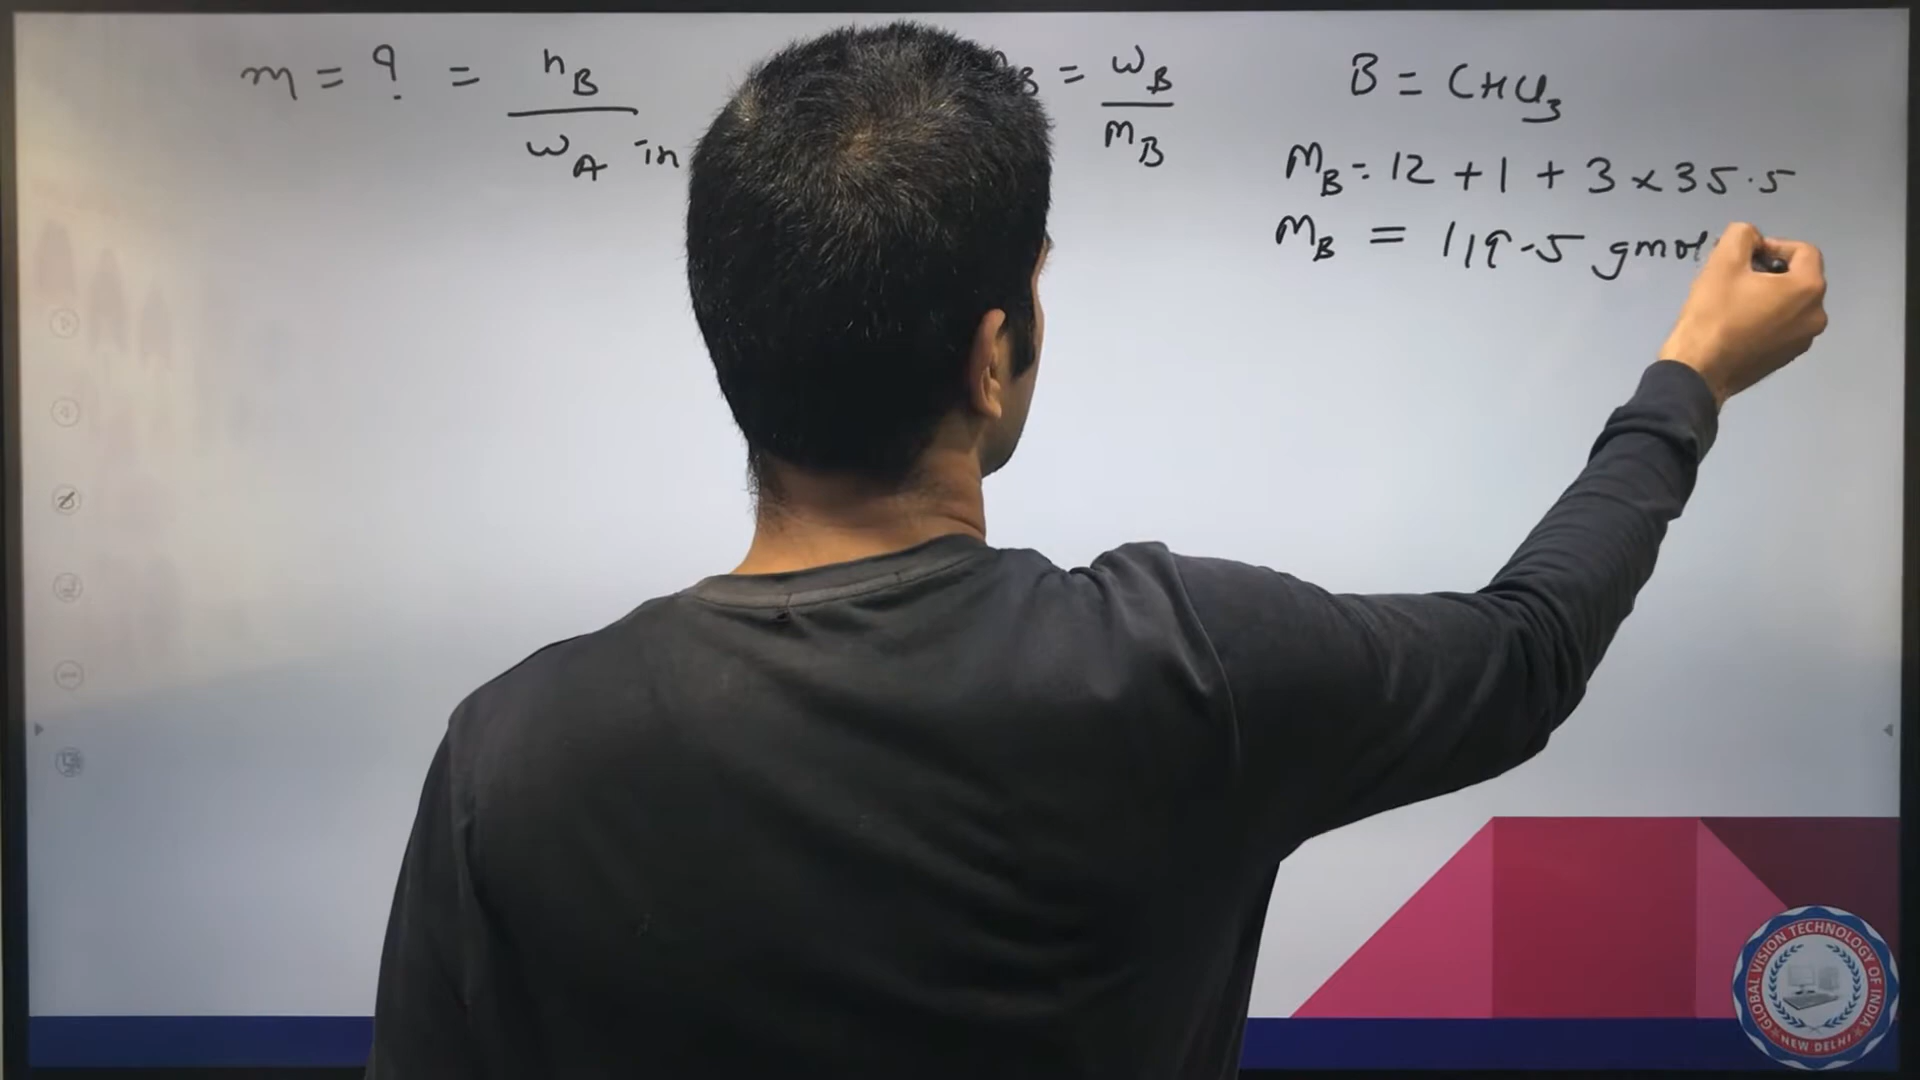 m = ? = n_B / w_A in
B = w_B / M_B
B = CHCl₃
M_B = 12 + 1 + 3 × 35.5
M_B = 119.5 gmol
GLOBAL VISION TECHNOLOGY OF INDIA
NEW DELHI